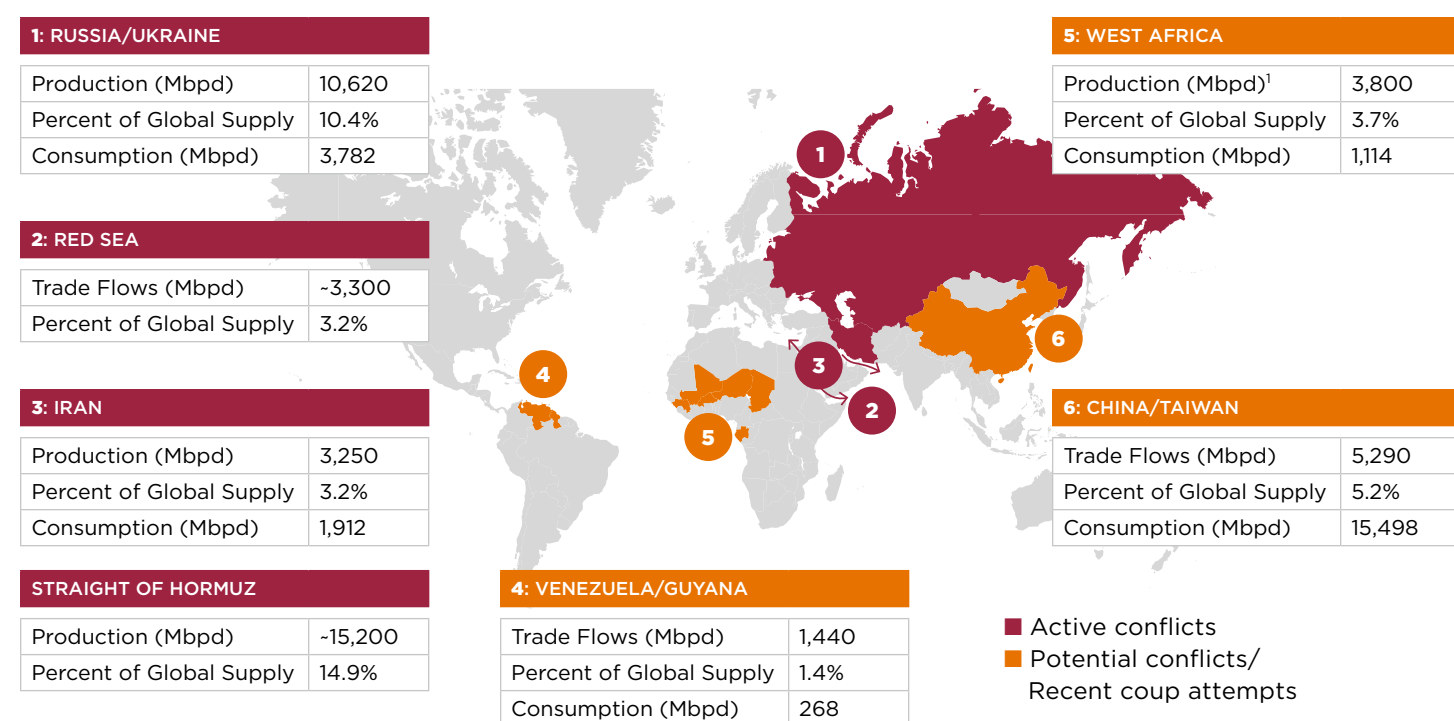 1: RUSSIA/UKRAINE
Production (Mbpd) 10,620
Percent of Global Supply 10.4%
Consumption (Mbpd) 3,782
2: RED SEA
Trade Flows (Mbpd) ~3,300
Percent of Global Supply 3.2%
3: IRAN
Production (Mbpd) 3,250
Percent of Global Supply 3.2%
Consumption (Mbpd) 1,912
STRAIGHT OF HORMUZ
Production (Mbpd) ~15,200
Percent of Global Supply 14.9%
1
2
3
4
5
6
4: VENEZUELA/GUYANA
Trade Flows (Mbpd) 1,440
Percent of Global Supply 1.4%
Consumption (Mbpd) 268
5: WEST AFRICA
Production (Mbpd)¹ 3,800
Percent of Global Supply 3.7%
Consumption (Mbpd) 1,114
6: CHINA/TAIWAN
Trade Flows (Mbpd) 5,290
Percent of Global Supply 5.2%
Consumption (Mbpd) 15,498
Active conflicts
Potential conflicts/
Recent coup attempts